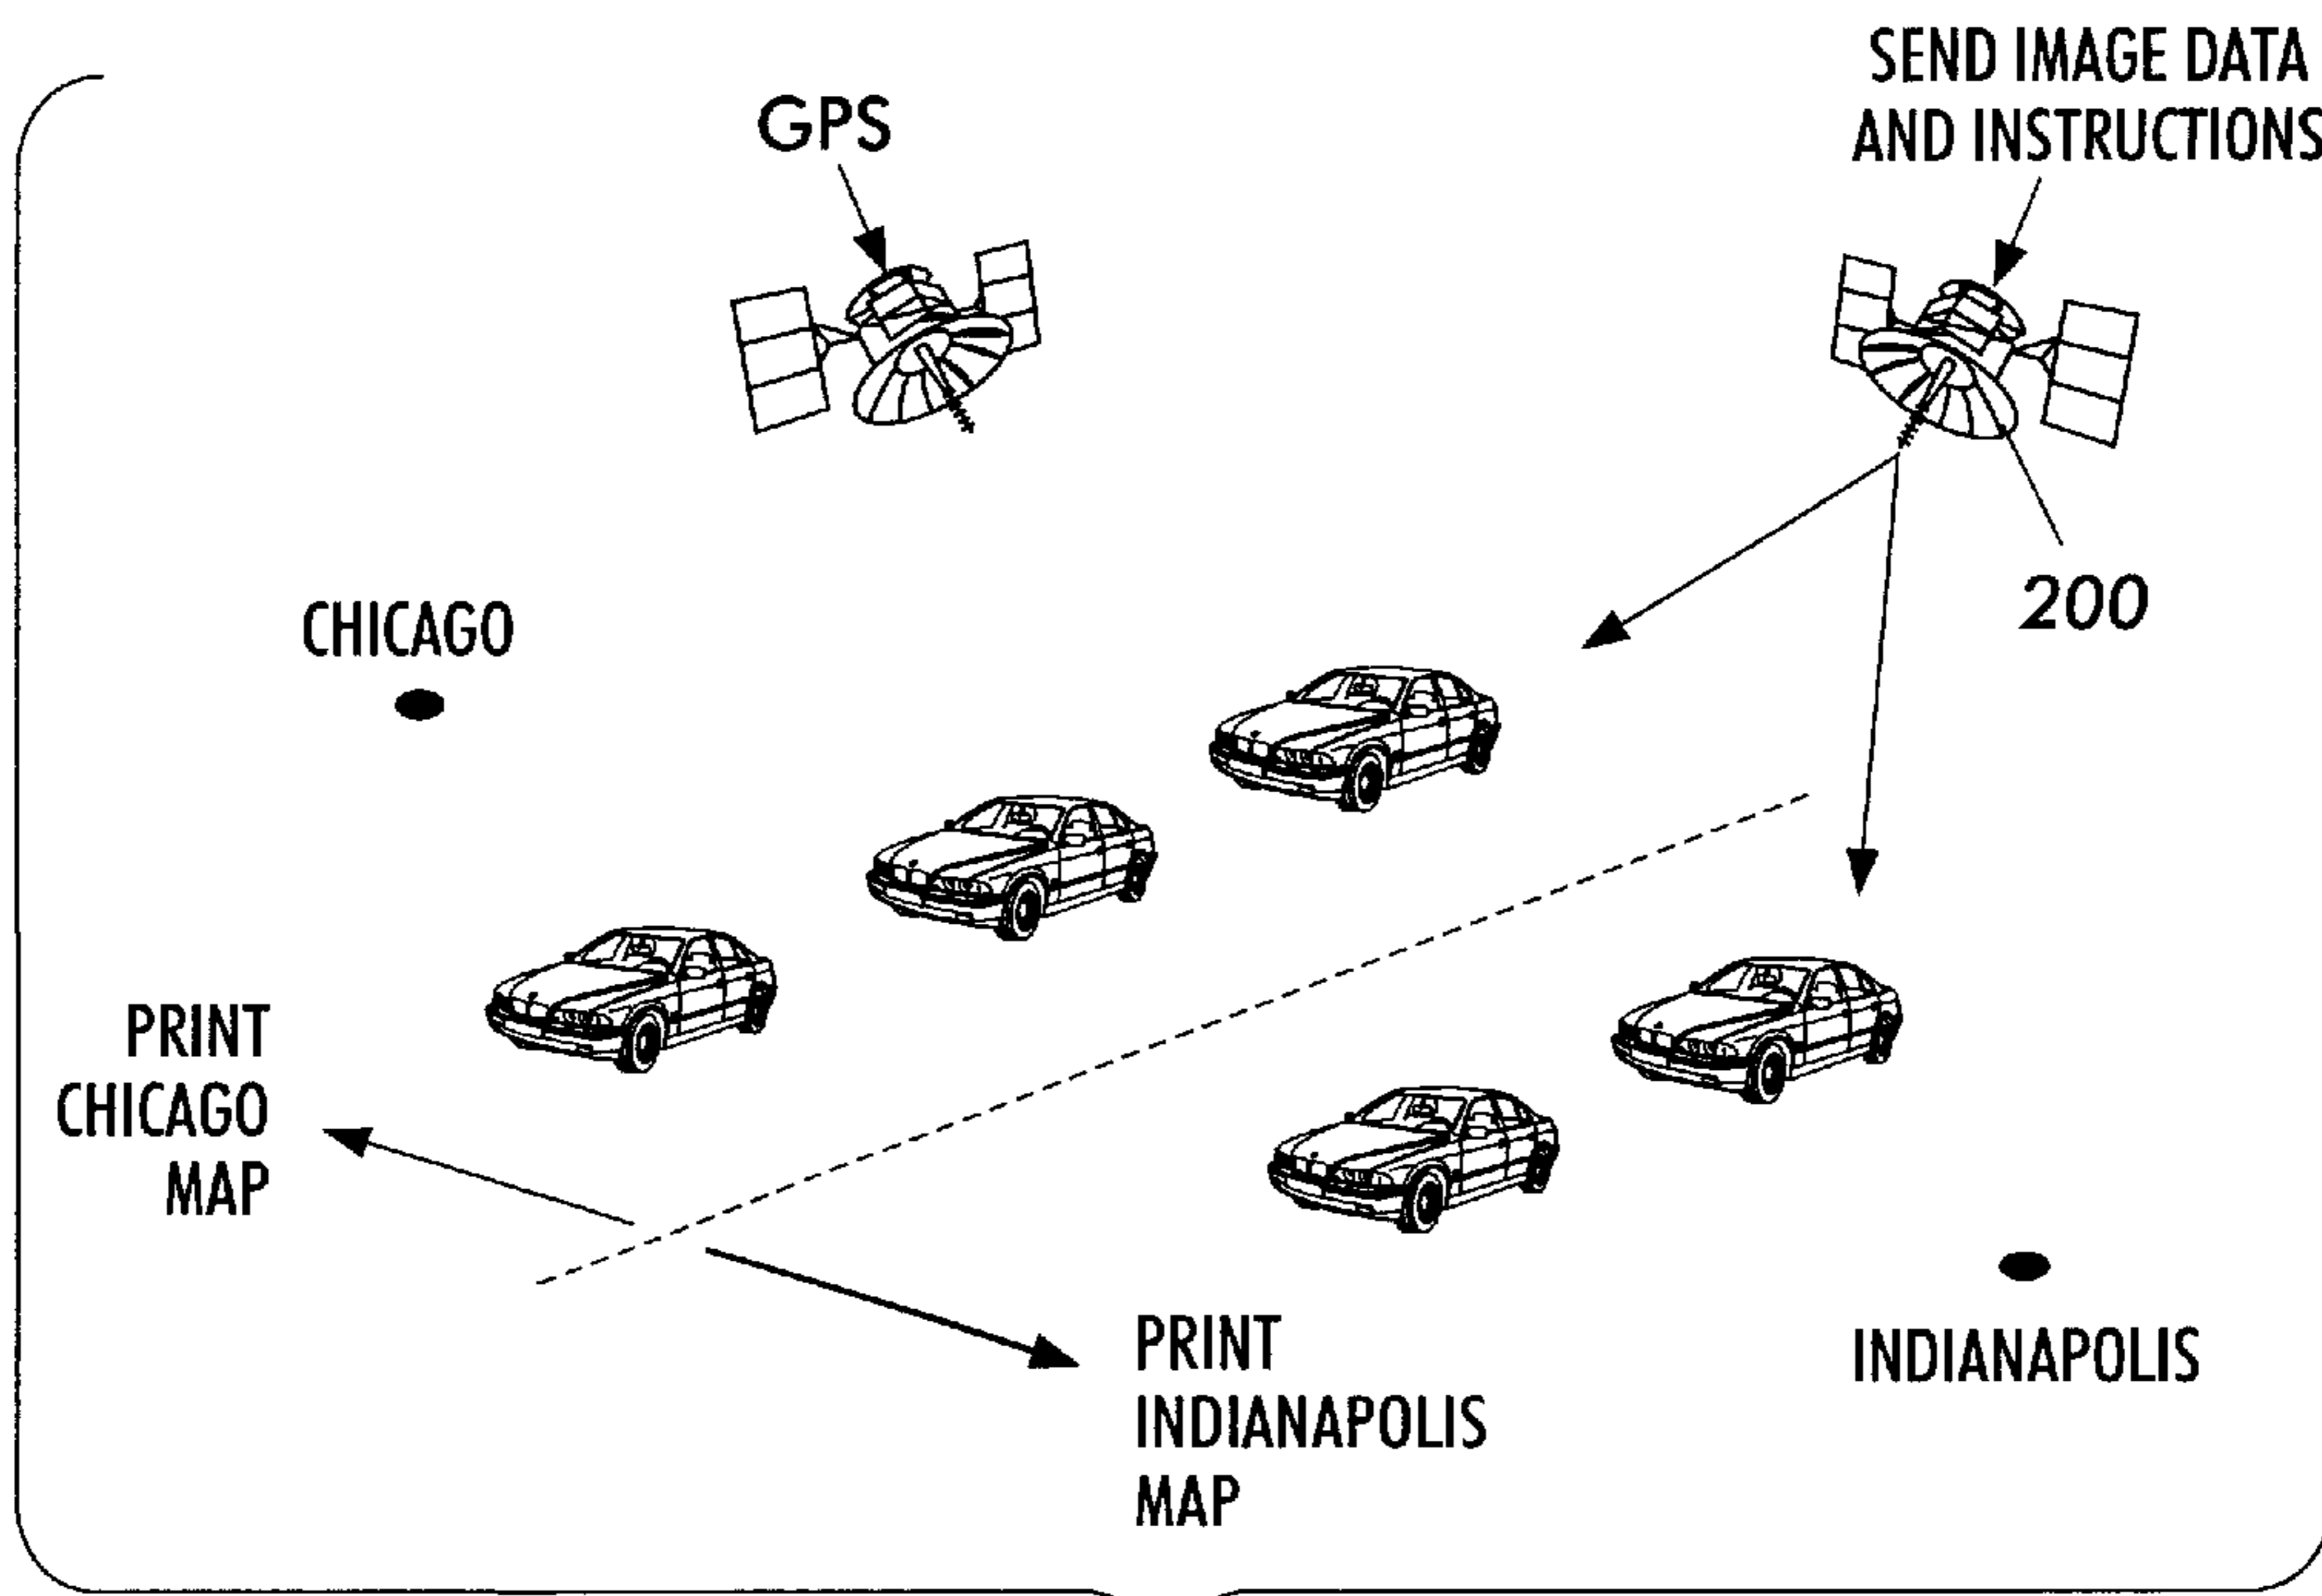 SEND IMAGE DATA
AND INSTRUCTIONS
GPS
200
CHICAGO
PRINT
CHICAGO
MAP
PRINT
INDIANAPOLIS
MAP
INDIANAPOLIS